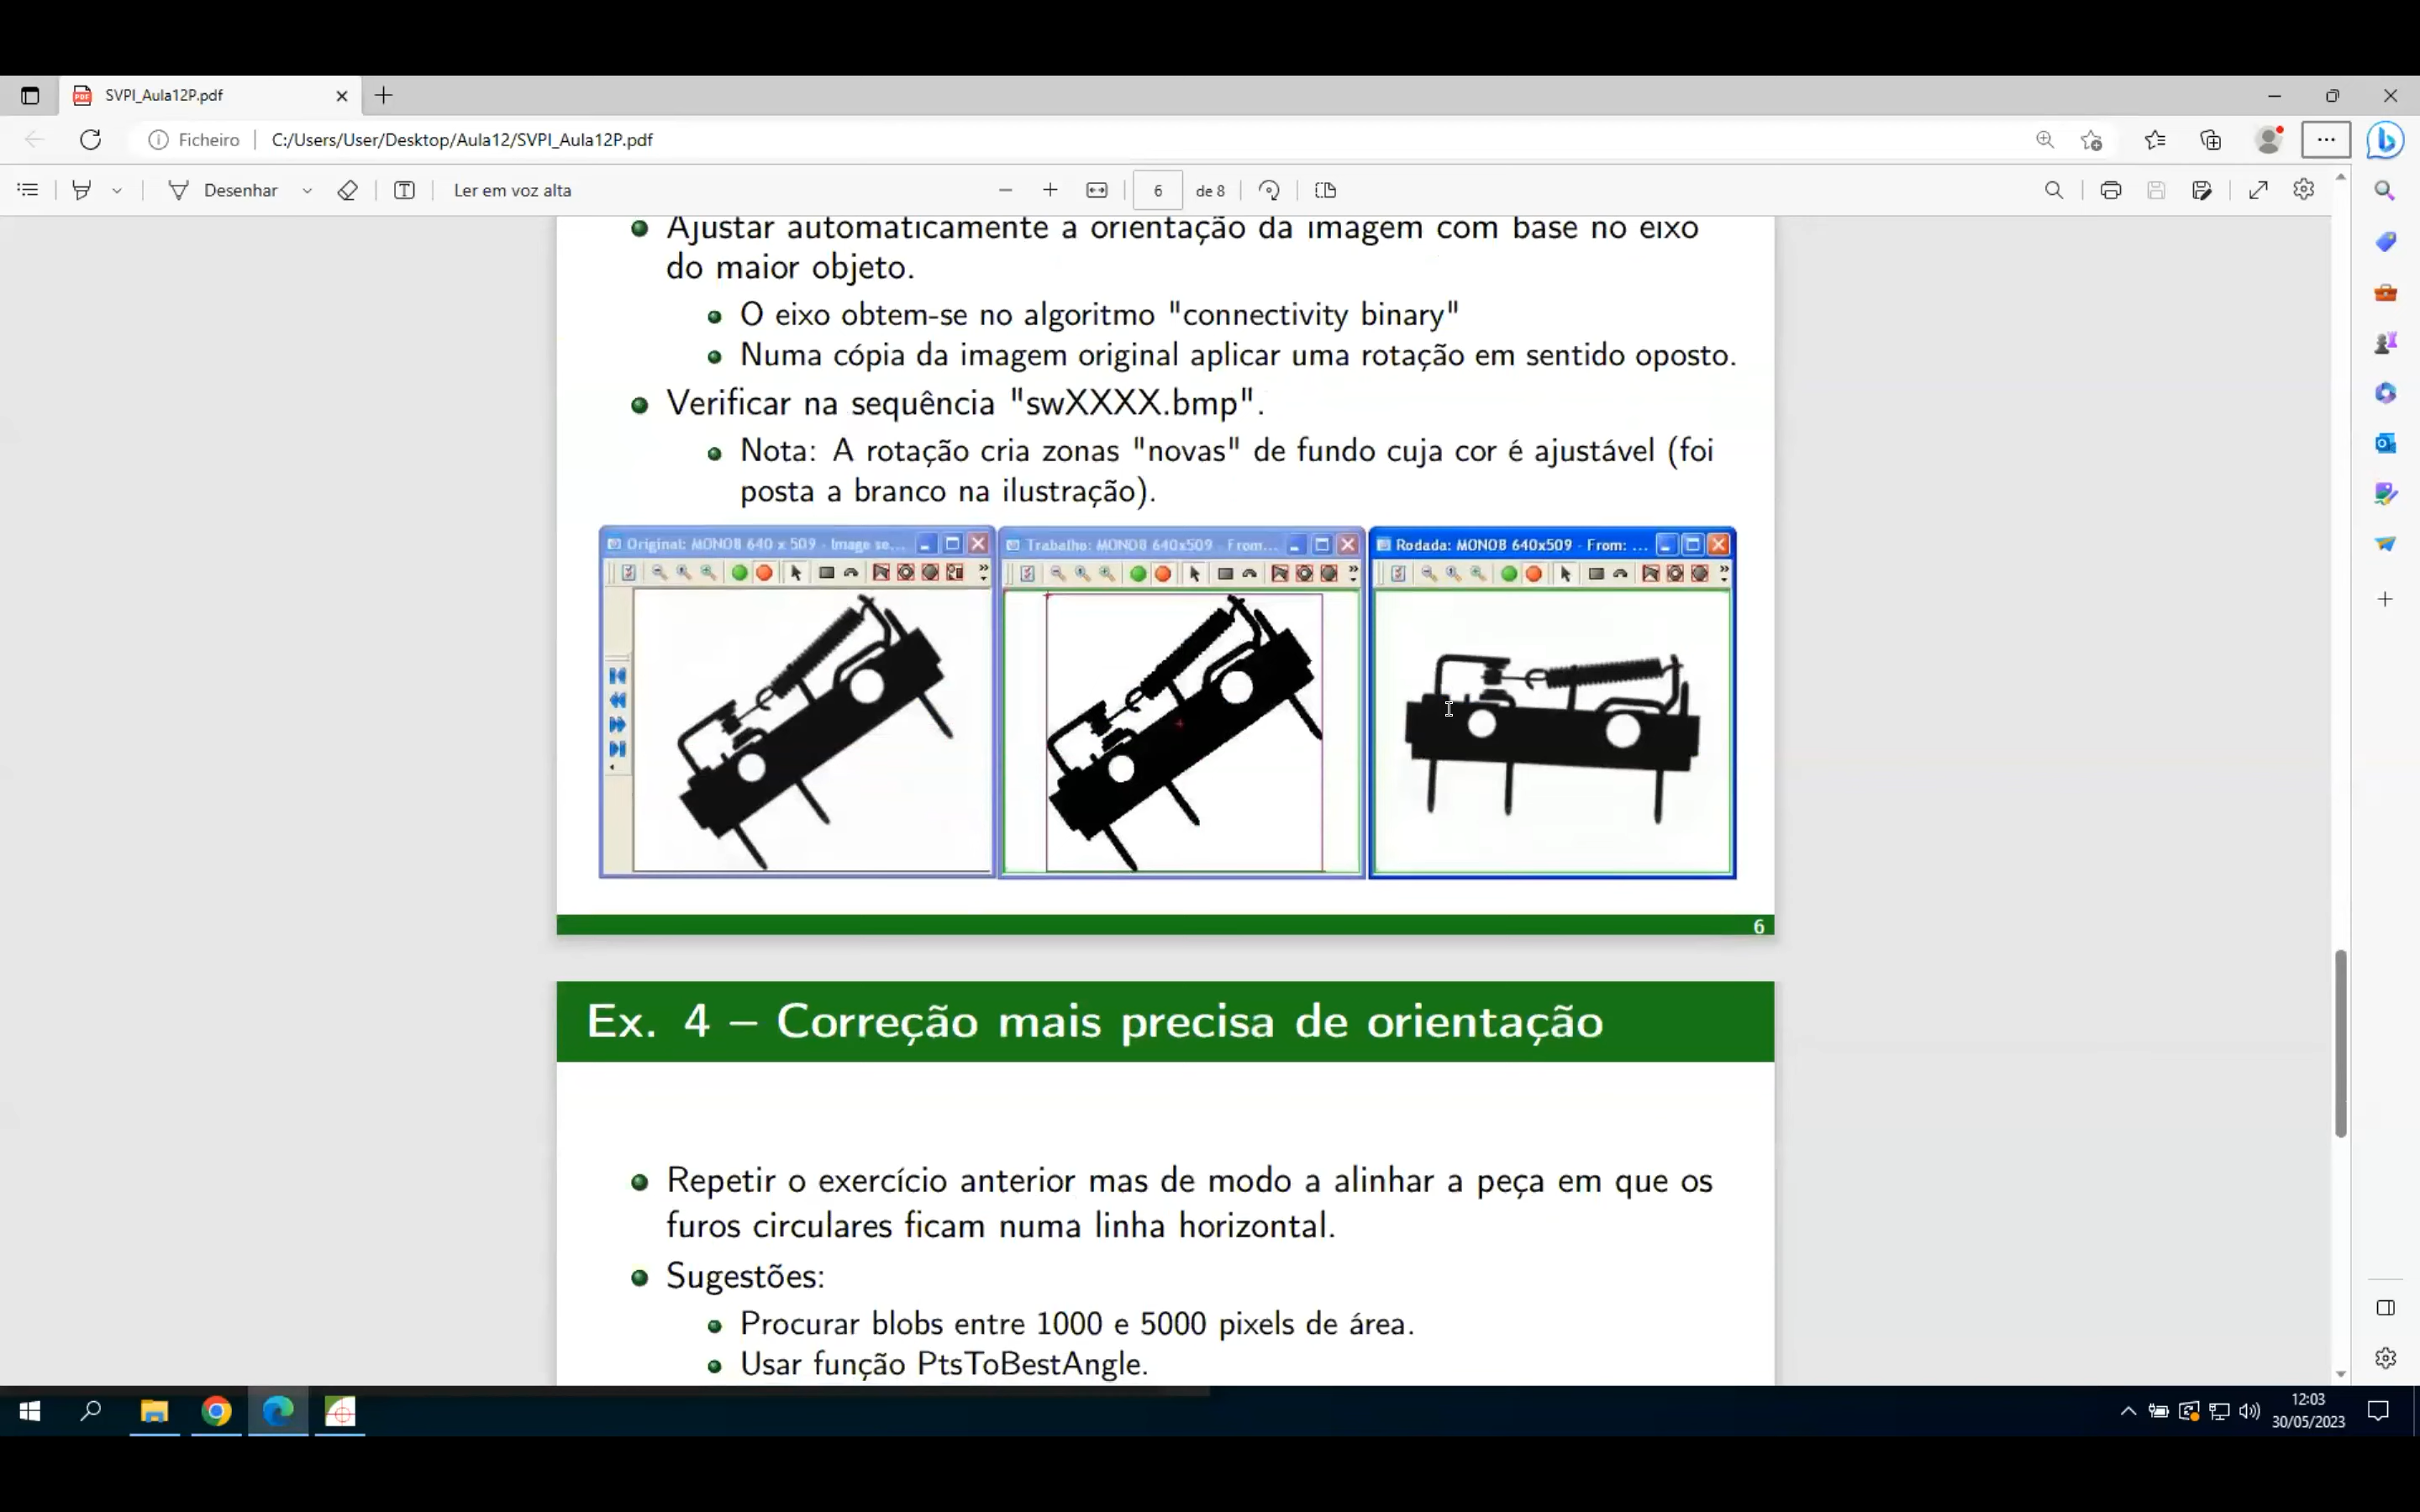 SVPI_Aula12P.pdf
Ficheiro
C:/Users/User/Desktop/Aula12/SVPI_Aula12P.pdf
Desenhar
Ler em voz alta
6
de 8
Ajustar automaticamente a orientação da imagem com base no eixo
do maior objeto.
O eixo obtem-se no algoritmo "connectivity binary"
Numa cópia da imagem original aplicar uma rotação em sentido oposto.
Verificar na sequência "swXXXX.bmp".
Nota: A rotação cria zonas "novas" de fundo cuja cor é ajustável (foi
posta a branco na ilustração).
Original: MONO8 640 x 509 - Image se...
Trabalho: MONO8 640x509 - From...
Rodada: MONO8 640x509 - From: ...
6
Ex. 4 – Correção mais precisa de orientação
Repetir o exercício anterior mas de modo a alinhar a peça em que os
furos circulares ficam numa linha horizontal.
Sugestões:
Procurar blobs entre 1000 e 5000 pixels de área.
Usar função PtsToBestAngle.
12:03
30/05/2023